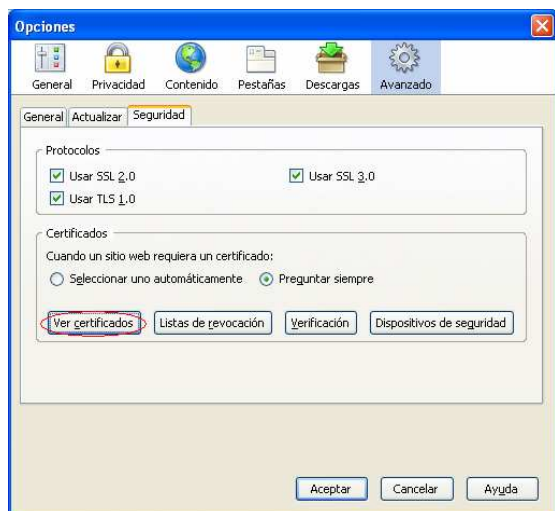 Opciones
General Privacidad Contenido Pestañas Descargas Avanzado
General Actualizar Seguridad
Protocolos
Usar SSL 2.0 Usar SSL 3.0
Usar TLS 1.0
Certificados
Cuando un sitio web requiera un certificado:
Seleccionar uno automáticamente Preguntar siempre
Ver certificados Listas de revocación Verificación Dispositivos de seguridad
Aceptar Cancelar Ayuda